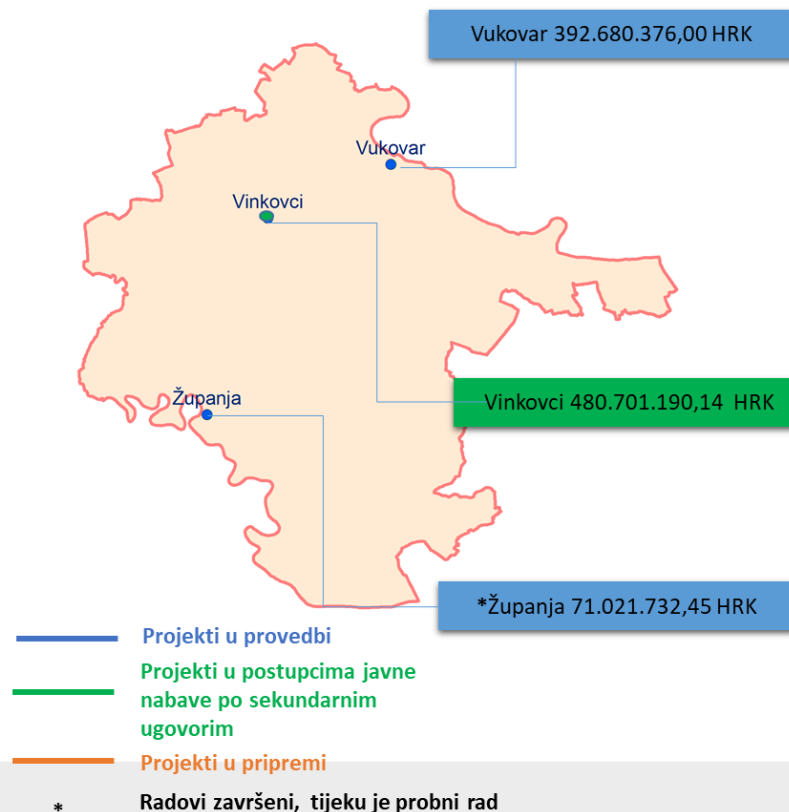 Vukovar 392.680.376,00 HRK
Vukovar
Vinkovci
Vinkovci 480.701.190,14 HRK
Županja
*Županja 71.021.732,45 HRK
Projekti u provedbi
Projekti u postupcima javne
nabave po sekundarnim
ugovorim
Projekti u pripremi
* Radovi završeni, tijeku je probni rad